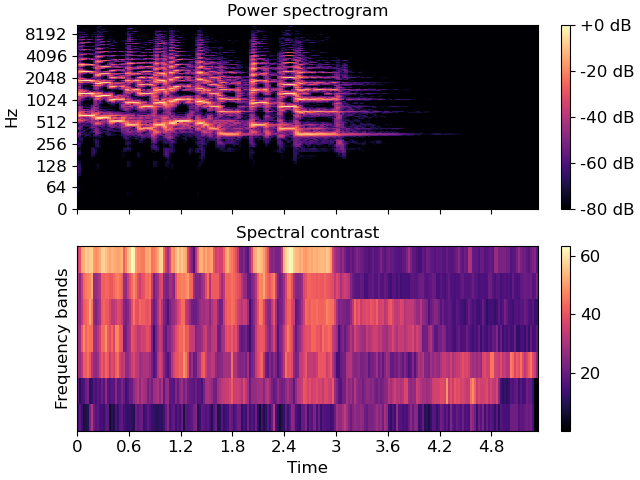 Power spectrogram
8192
4096
2048
1024
512
256
128
64
0
Hz
+0 dB
-20 dB
-40 dB
-60 dB
-80 dB
Spectral contrast
Frequency bands
60
40
20
0 0.6 1.2 1.8 2.4 3 3.6 4.2 4.8
Time